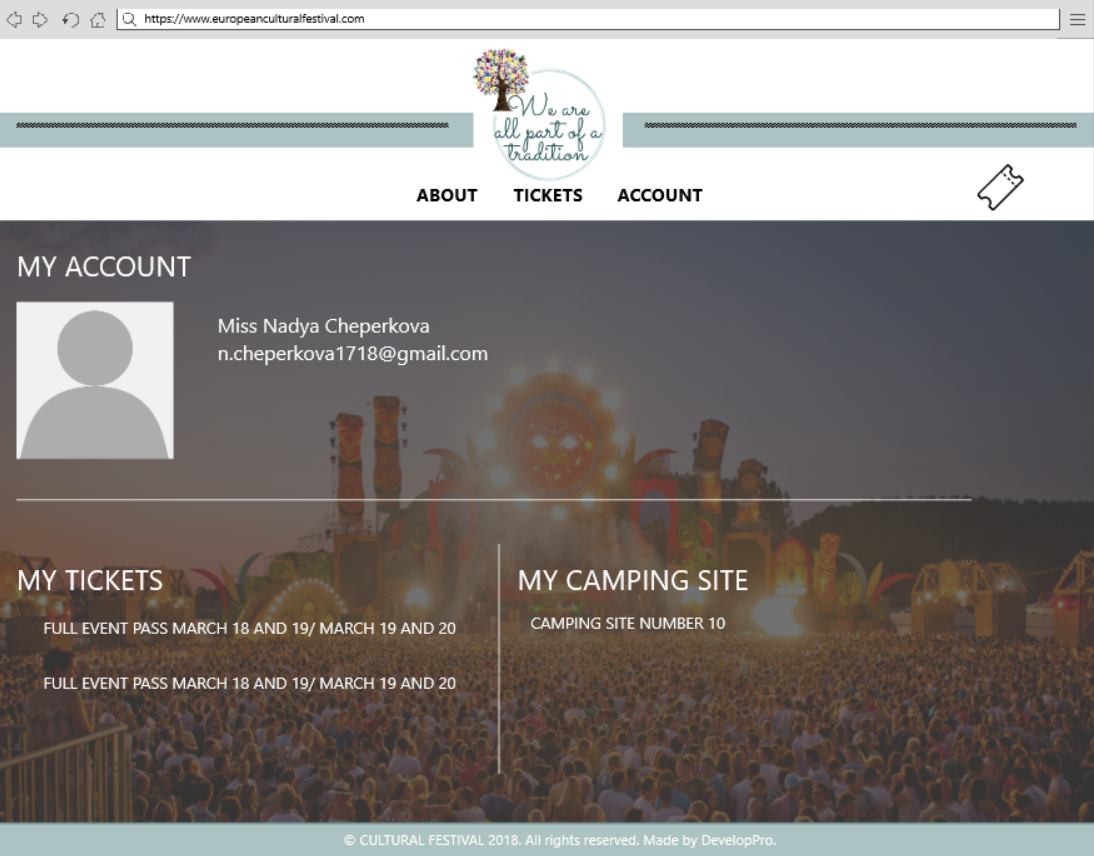 https://www.europeanculturalfestival.com
We are
all part of a
tradition
ABOUT TICKETS ACCOUNT
MY ACCOUNT
Miss Nadya Cheperkova
n.cheperkova1718@gmail.com
MY TICKETS
FULL EVENT PASS MARCH 18 AND 19/ MARCH 19 AND 20
FULL EVENT PASS MARCH 18 AND 19/ MARCH 19 AND 20
MY CAMPING SITE
CAMPING SITE NUMBER 10
© CULTURAL FESTIVAL 2018. All rights reserved. Made by DevelopPro.